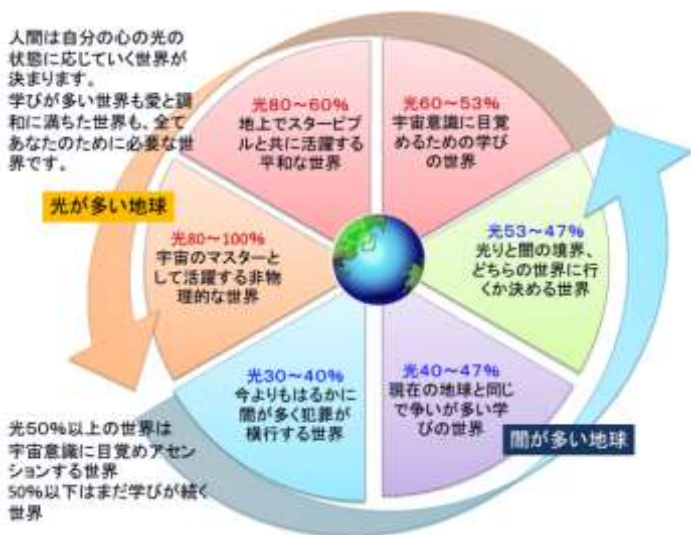 人間は自分の心の光の
状態に応じていく世界が
決まります。
学びが多い世界も愛と調
和に満ちた世界も、全て
あなたのために必要な世
界です。
光が多い地球
光80～60%
地上でスターピプ
ルと共に活躍する
平和な世界
光60～53%
宇宙意識に目覚
めるための学び
の世界
光53～47%
光りと闇の境界、
どちらの世界に行
くか決める世界
光40～47%
現在の地球と同じ
で争いが多い学
びの世界
闇が多い地球
光30～40%
今よりもはるかに
闇が多く犯罪が
横行する世界
光80～100%
宇宙のマスターと
して活躍する非物
理的な世界
光50%以上の世界は
宇宙意識に目覚めアセン
ションする世界
50%以下はまだ学びが続く
世界